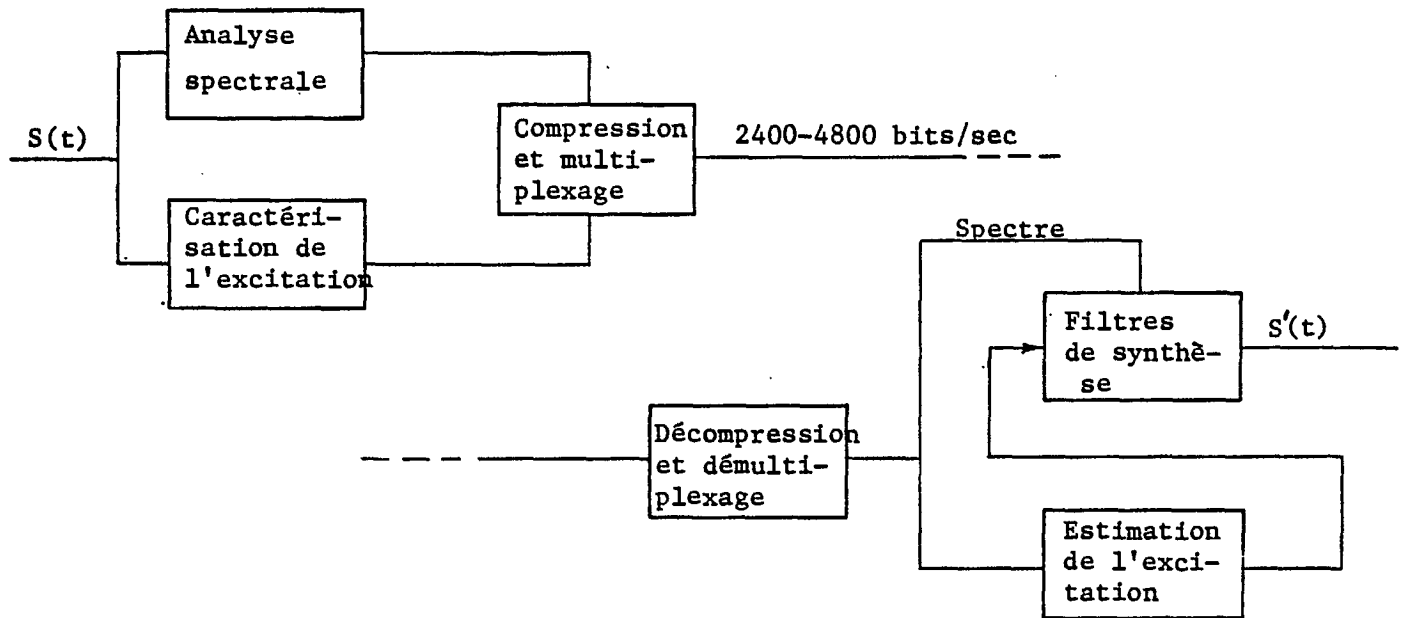 Analyse
spectrale
S(t)
Compression
et multi-
plexage
2400-4800 bits/sec
Caractéri-
sation de
l'excitation
Spectre
Filtres
de synthè-
se
S'(t)
Décompression
et démulti-
plexage
Estimation
de l'exci-
tation